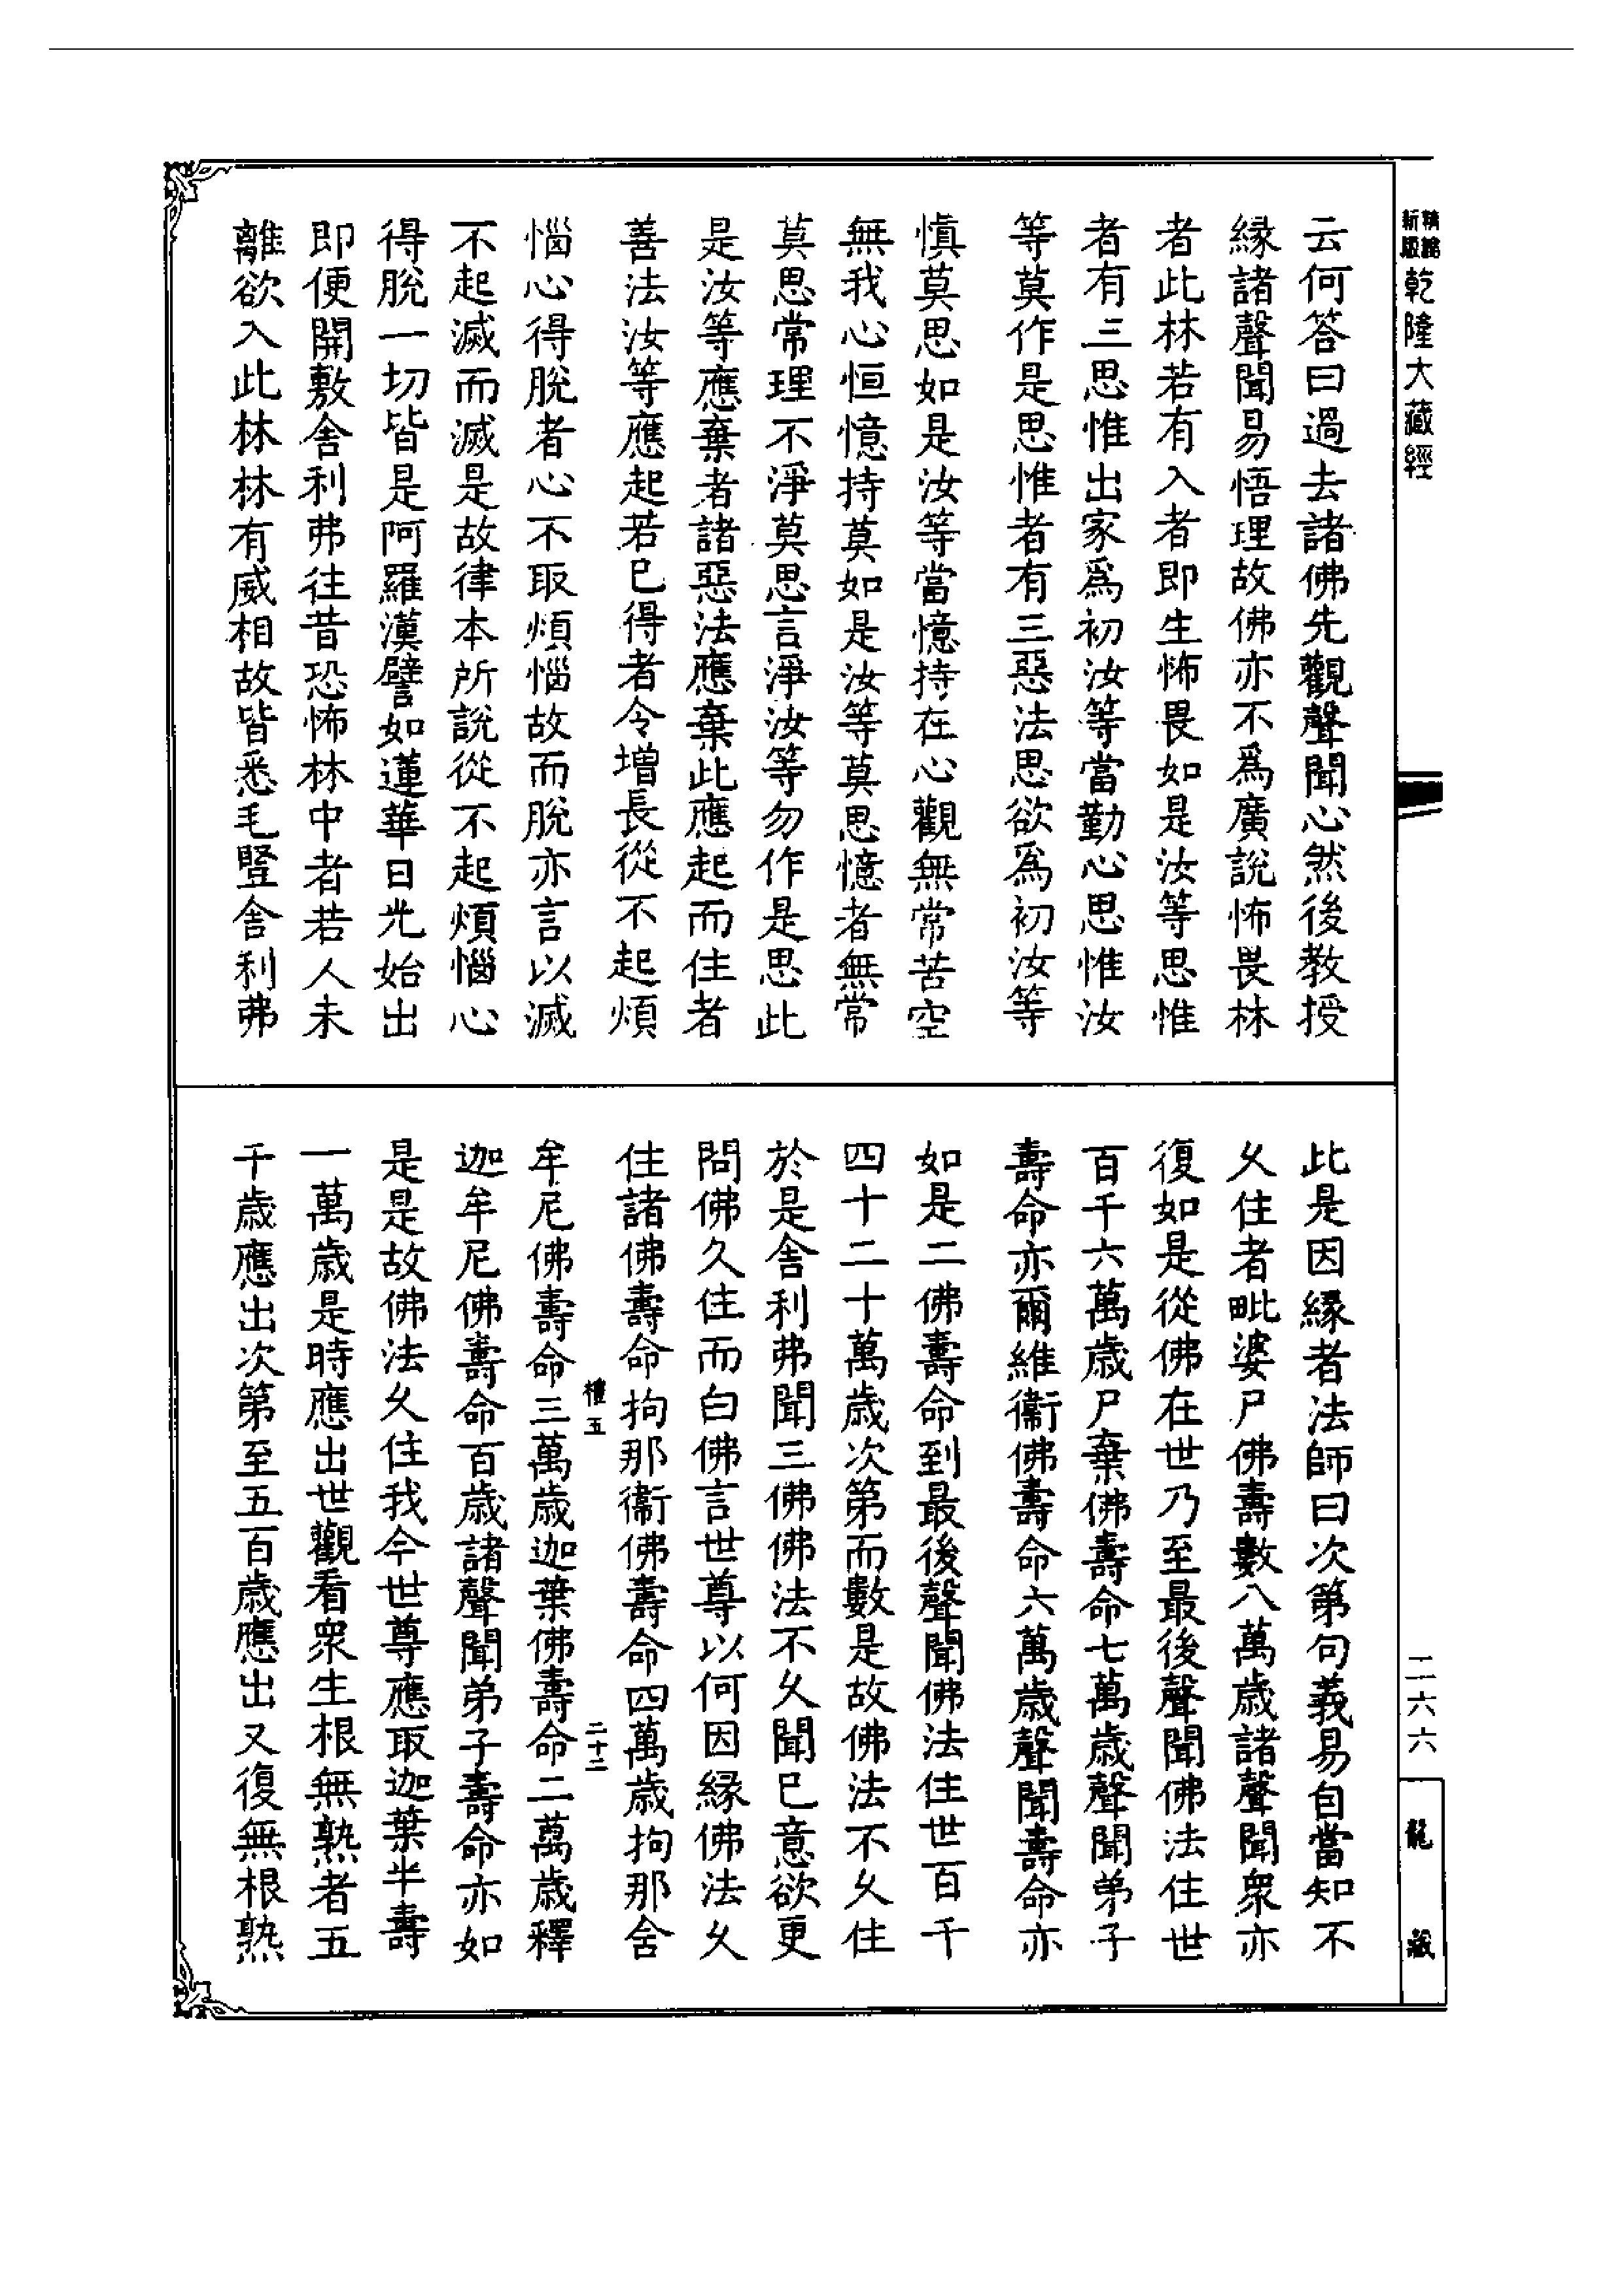 精繕
新版
乾隆大藏經
云何答曰過去諸佛先觀聲聞心然後教授
緣諸聲聞易悟理故佛亦不爲廣說怖畏林
者此林若有入者即生怖畏如是汝等思惟
者有三思惟出家爲初汝等當勤心思惟汝
等莫作是思惟者有三惡法思欲爲初汝等
慎莫思如是汝等當憶持在心觀無常苦空
無我心恒憶持莫如是汝等莫思憶者無常
莫思常理不淨莫思言淨汝等勿作是思此
是汝等應棄者諸惡法應棄此應起而住者
善法汝等應起若已得者令增長從不起煩
惱心得脫者心不取煩惱故而脫亦言以滅
不起滅而滅是故律本所說從不起煩惱心
得脫一切皆是阿羅漢譬如蓮華日光始出
即便開敷舍利弗往昔恐怖林中者若人未
離欲入此林林有威相故皆悉毛豎舍利弗
此是因緣者法師曰次第句義易自當知不
久住者毗婆尸佛壽數八萬歲諸聲聞衆亦
復如是從佛在世乃至最後聲聞佛法住世
百千六萬歲尸棄佛壽命七萬歲聲聞弟子
壽命亦爾維衞佛壽命六萬歲聲聞壽命亦
如是二佛壽命到最後聲聞佛法住世百千
四十二十萬歲次第而數是故佛法不久住
於是舍利弗聞三佛佛法不久聞已意欲更
問佛久住而白佛言世尊以何因緣佛法久
住諸佛壽命拘那衞佛壽命四萬歲拘那舍
禮五
二十二
牟尼佛壽命三萬歲迦葉佛壽命二萬歲釋
迦牟尼佛壽命百歲諸聲聞弟子壽命亦如
是是故佛法久住我今世尊應取迦葉半壽
一萬歲是時應出世觀看衆生根無熟者五
千歲應出次第至五百歲應出又復無根熟
二六六
龍藏